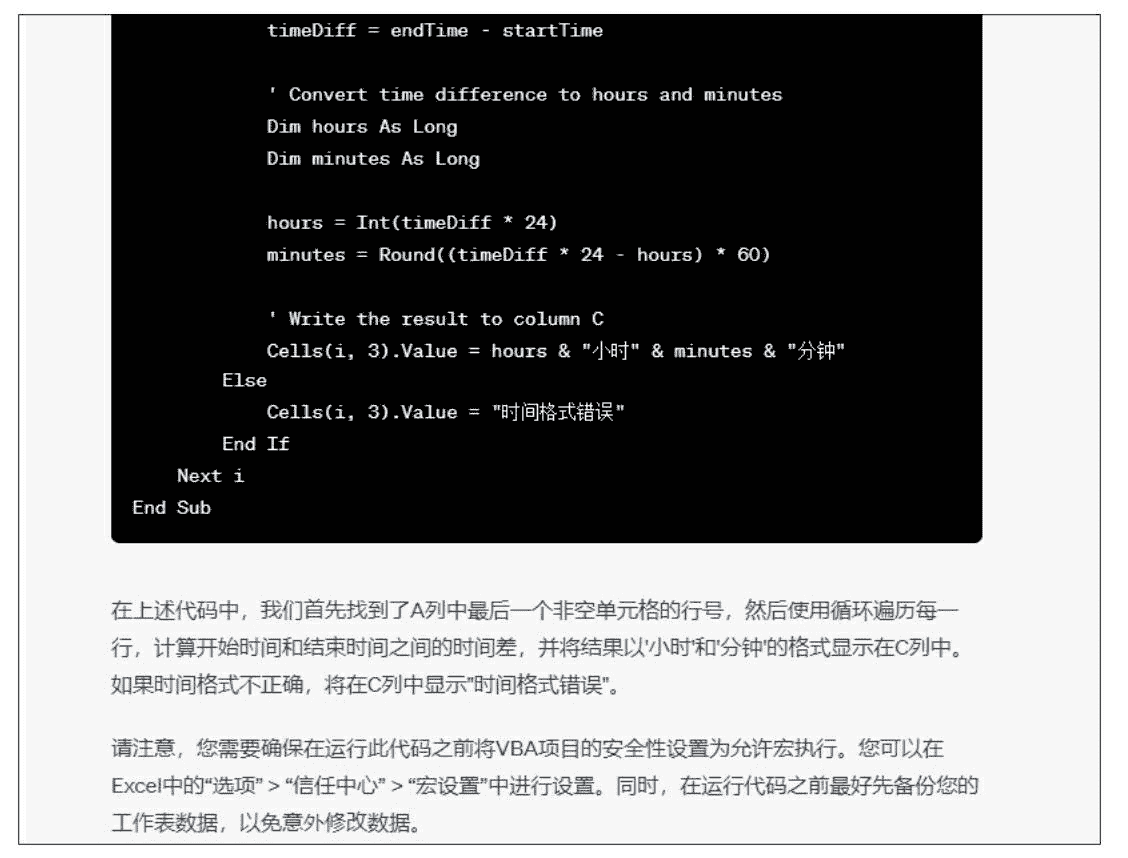 timeDiff = endTime - startTime
' Convert time difference to hours and minutes
Dim hours As Long
Dim minutes As Long
hours = Int(timeDiff * 24)
minutes = Round((timeDiff * 24 - hours) * 60)
' Write the result to column C
Cells(i, 3).Value = hours & "小时" & minutes & "分钟"
Else
Cells(i, 3).Value = "时间格式错误"
End If
Next i
End Sub
在上述代码中，我们首先找到了A列中最后一个非空单元格的行号，然后使用循环遍历每一
行，计算开始时间和结束时间之间的时间差，并将结果以'小时'和'分钟'的格式显示在C列中。
如果时间格式不正确，将在C列中显示"时间格式错误"。
请注意，您需要确保在运行此代码之前将VBA项目的安全性设置为允许宏执行。您可以在
Excel中的“选项” > “信任中心” > “宏设置”中进行设置。同时，在运行代码之前最好先备份您的
工作表数据，以免意外修改数据。